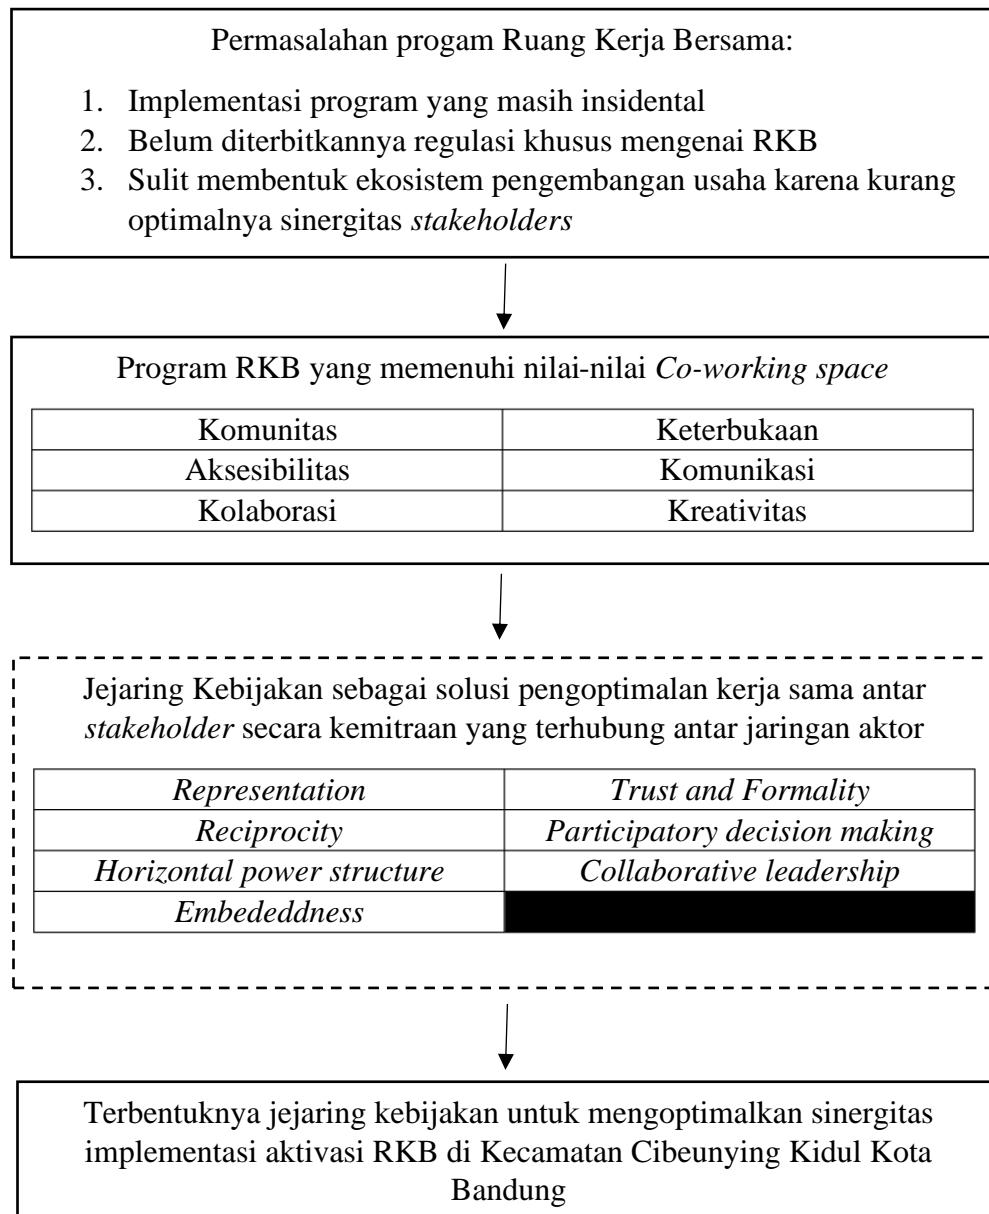 Permasalahan progam Ruang Kerja Bersama:
1. Implementasi program yang masih insidental
2. Belum diterbitkannya regulasi khusus mengenai RKB
3. Sulit membentuk ekosistem pengembangan usaha karena kurang
optimalnya sinergitas stakeholders
Program RKB yang memenuhi nilai-nilai Co-working space
Komunitas Keterbukaan
Aksesibilitas Komunikasi
Kolaborasi Kreativitas
Jejaring Kebijakan sebagai solusi pengoptimalan kerja sama antar
stakeholder secara kemitraan yang terhubung antar jaringan aktor
Representation Trust and Formality
Reciprocity Participatory decision making
Horizontal power structure Collaborative leadership
Embededdness
Terbentuknya jejaring kebijakan untuk mengoptimalkan sinergitas
implementasi aktivasi RKB di Kecamatan Cibeunying Kidul Kota
Bandung